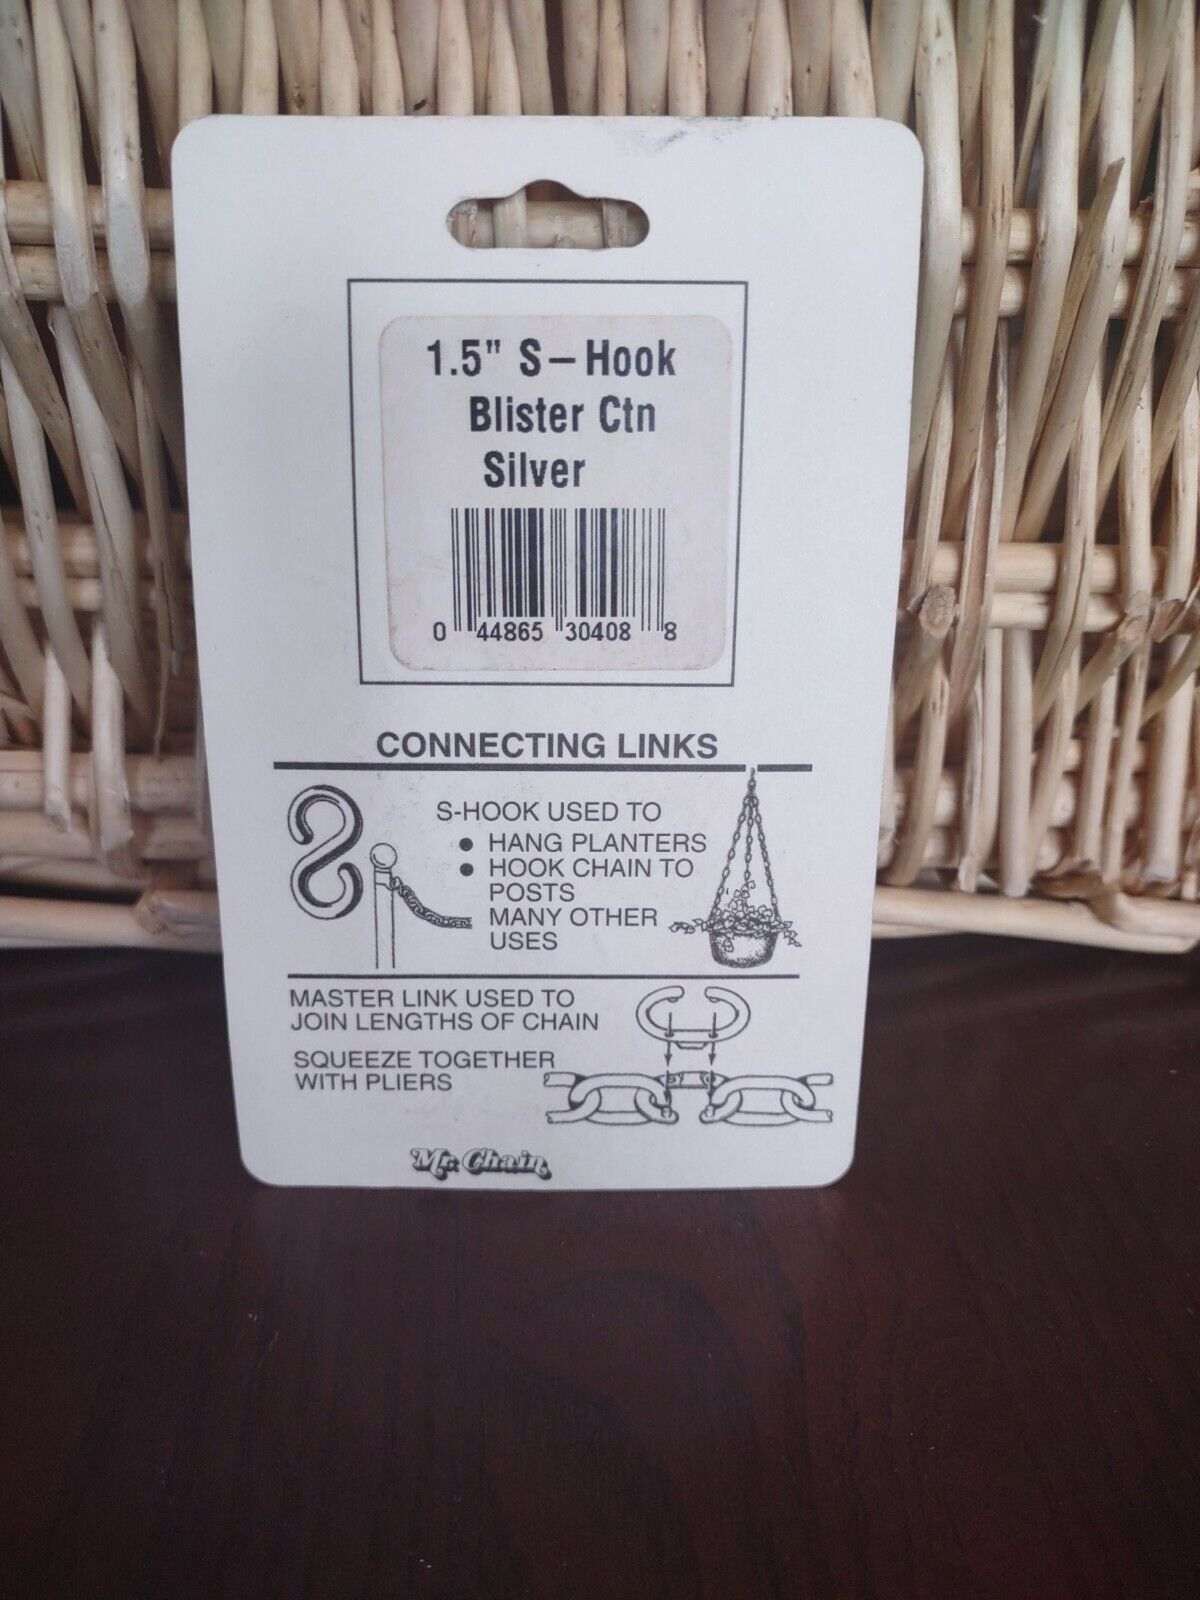 1.5" S-Hook
Blister Ctn
Silver
0 44865 30408 8
CONNECTING LINKS
S-HOOK USED TO
● HANG PLANTERS
● HOOK CHAIN TO
POSTS
MANY OTHER
USES
MASTER LINK USED TO
JOIN LENGTHS OF CHAIN
SQUEEZE TOGETHER
WITH PLIERS
Mr. Chain